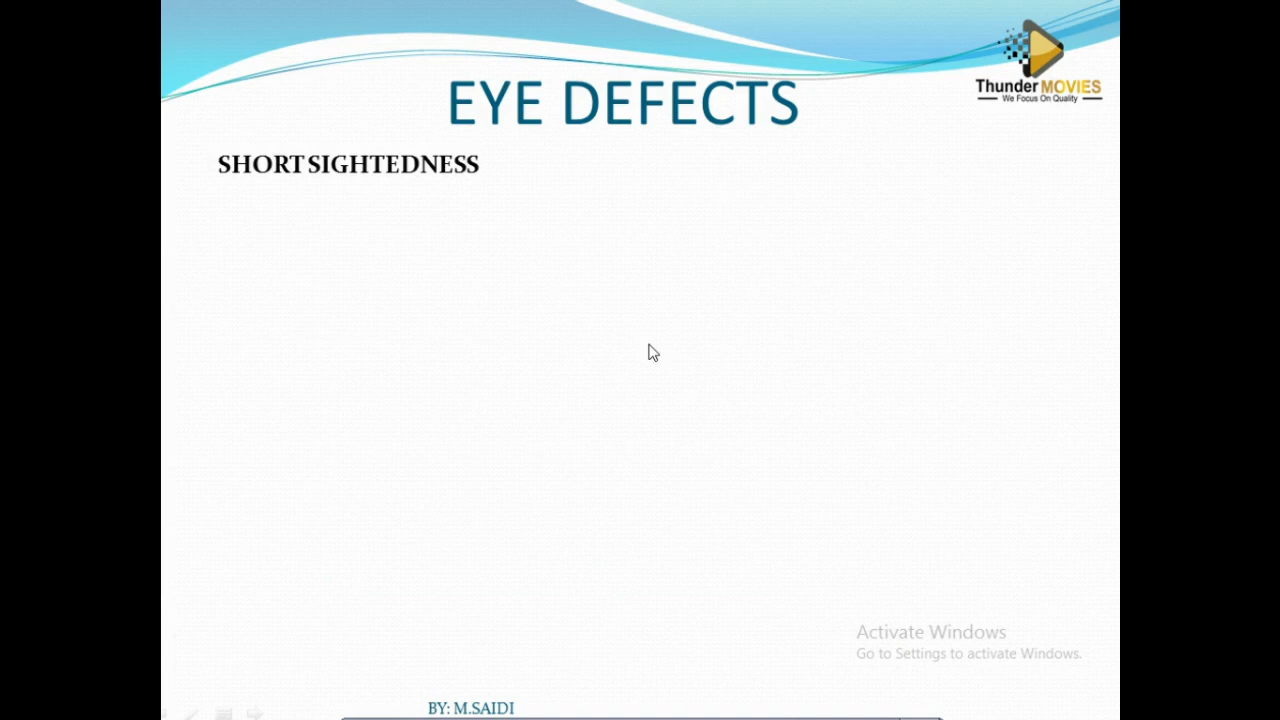 Thunder MOVIES
We Focus On Quality
EYE DEFECTS
SHORT SIGHTEDNESS
Activate Windows
Go to Settings to activate Windows.
BY: M.SAIDI